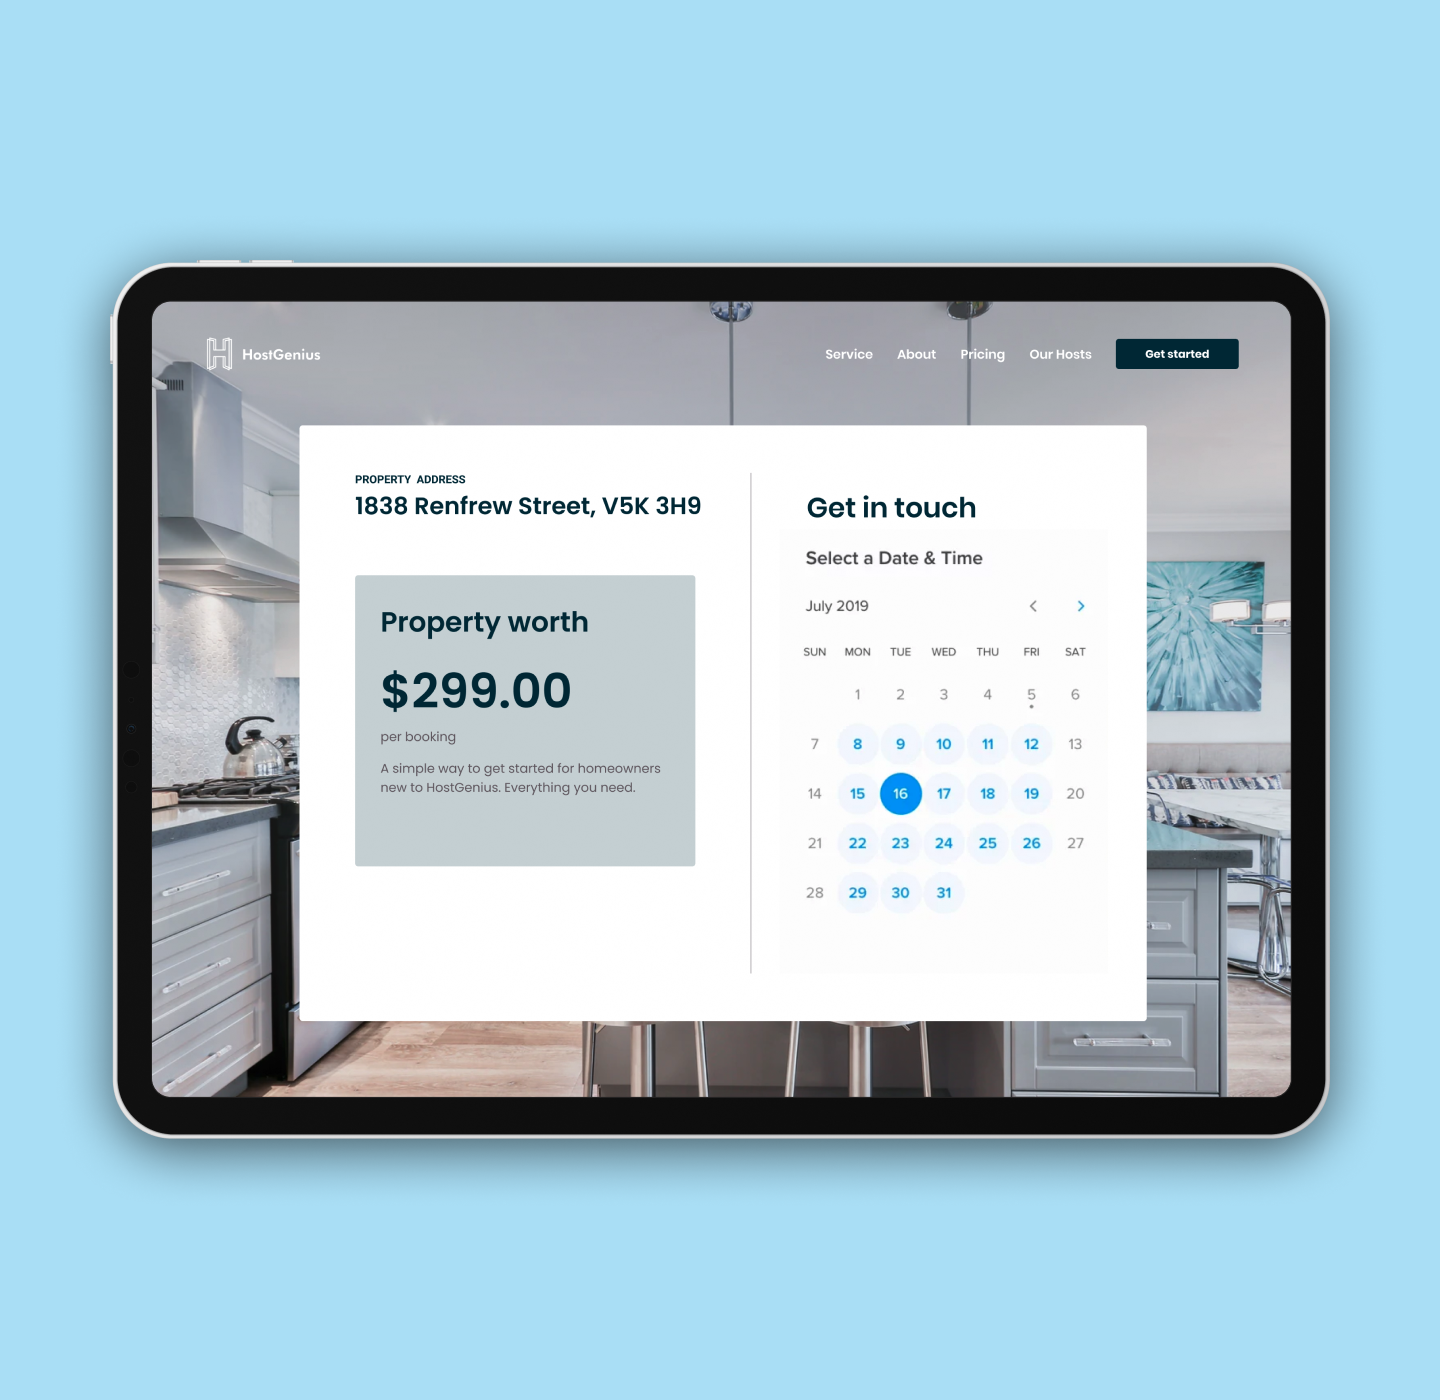 HostGenius
Service About Pricing Our Hosts Get started
PROPERTY ADDRESS
1838 Renfrew Street, V5K 3H9
Property worth
$299.00
per booking
A simple way to get started for homeowners
new to HostGenius. Everything you need.
Get in touch
Select a Date & Time
July 2019
SUN MON TUE WED THU FRI SAT
1 2 3 4 5 6
7 8 9 10 11 12 13
14 15 16 17 18 19 20
21 22 23 24 25 26 27
28 29 30 31